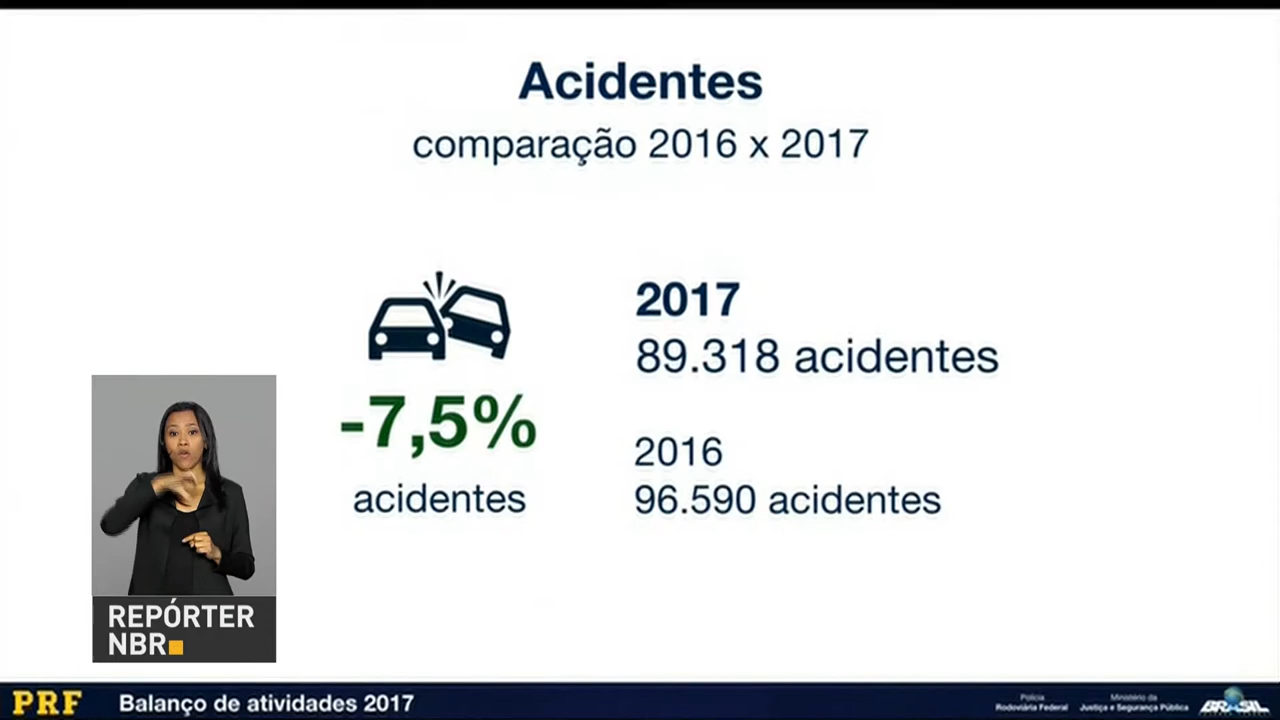 Acidentes
comparação 2016 x 2017
2017
89.318 acidentes
-7,5%
acidentes
2016
96.590 acidentes
REPÓRTER
NBR
PRF
Balanço de atividades 2017
Polícia
Rodoviária Federal
Ministério da
Justiça e Segurança Pública
BRASIL